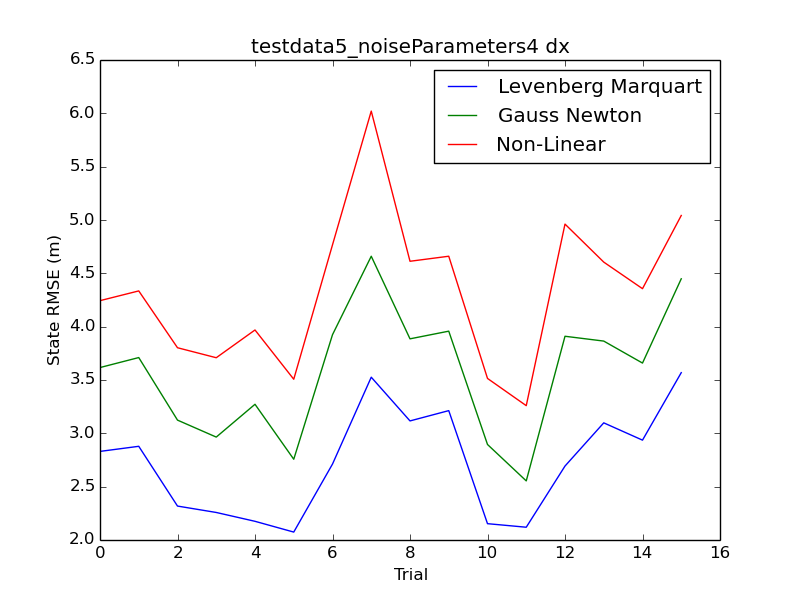 testdata5_noiseParameters4 dx
Levenberg Marquart
Gauss Newton
Non-Linear
State RMSE (m)
6.5
6.0
5.5
5.0
4.5
4.0
3.5
3.0
2.5
2.0
0 2 4 6 8 10 12 14 16
Trial